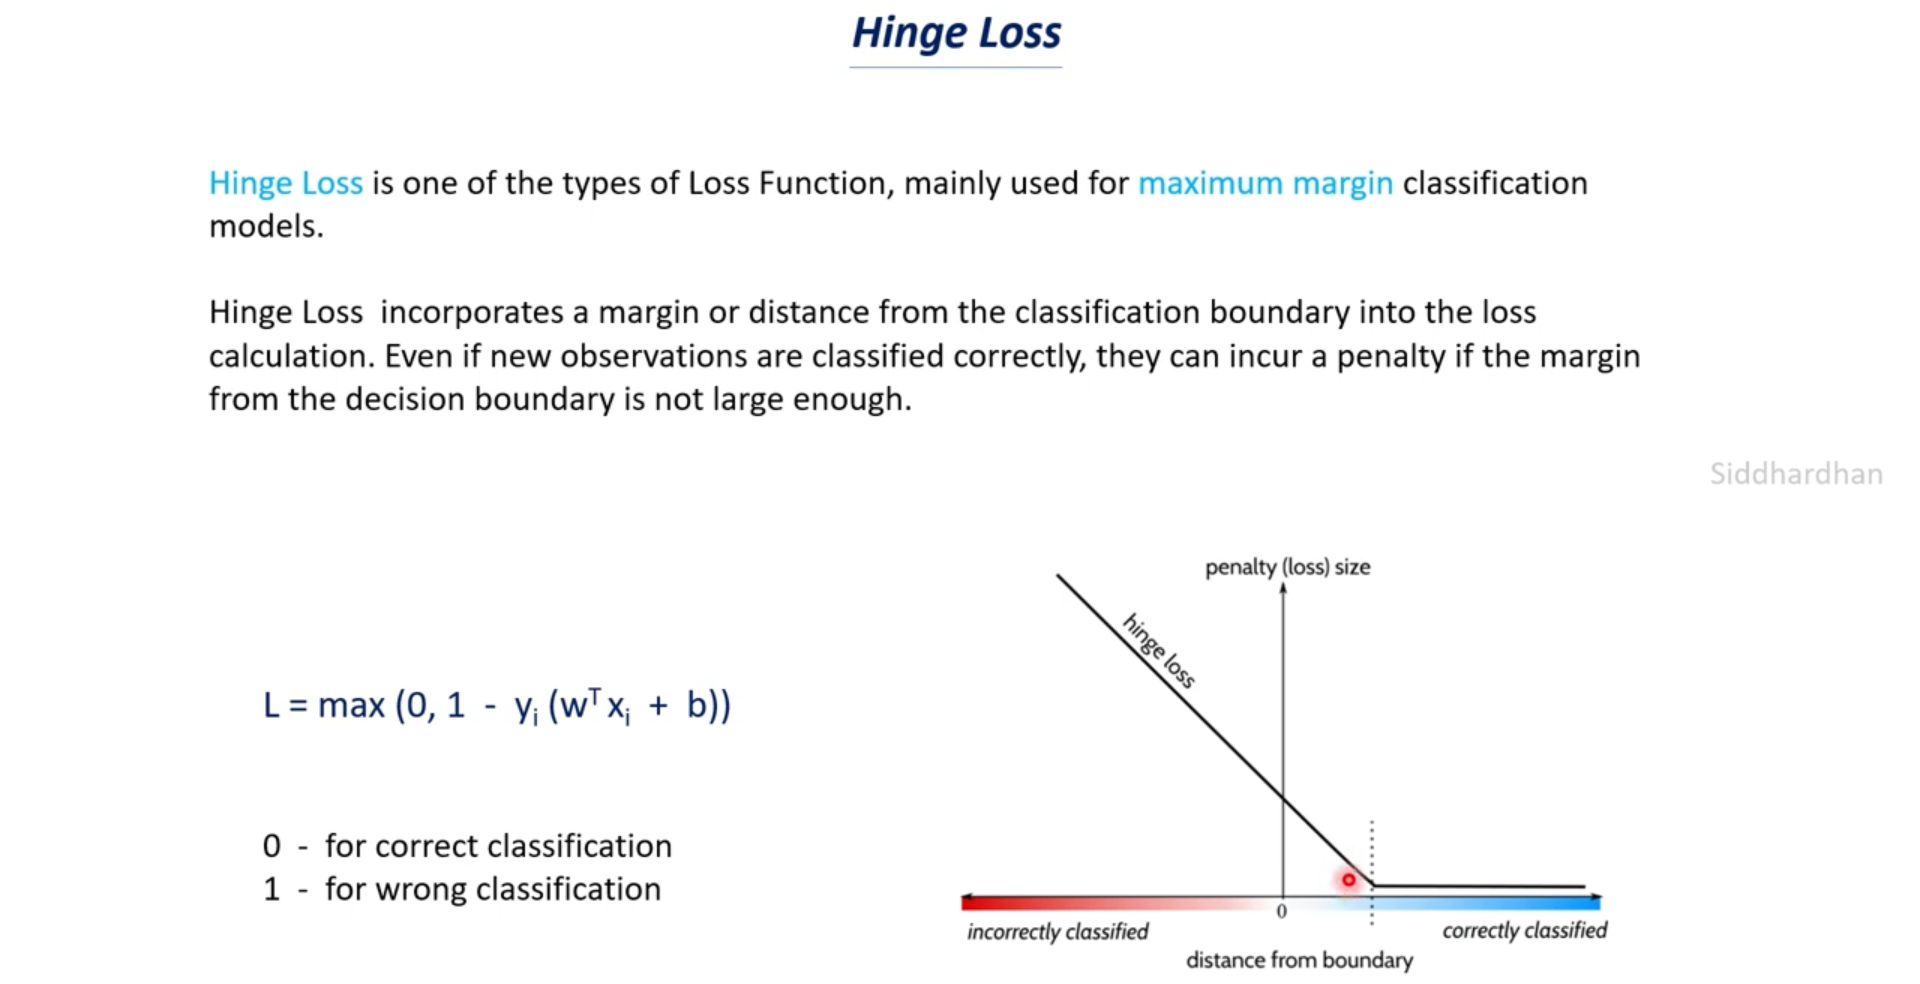 Hinge Loss
Hinge Loss is one of the types of Loss Function, mainly used for maximum margin classification
models.
Hinge Loss  incorporates a margin or distance from the classification boundary into the loss
calculation. Even if new observations are classified correctly, they can incur a penalty if the margin
from the decision boundary is not large enough.
Siddhardhan
L = max (0, 1 - yᵢ (wᵀ xᵢ + b))
0 - for correct classification
1 - for wrong classification
penalty (loss) size
hinge loss
0
incorrectly classified
correctly classified
distance from boundary